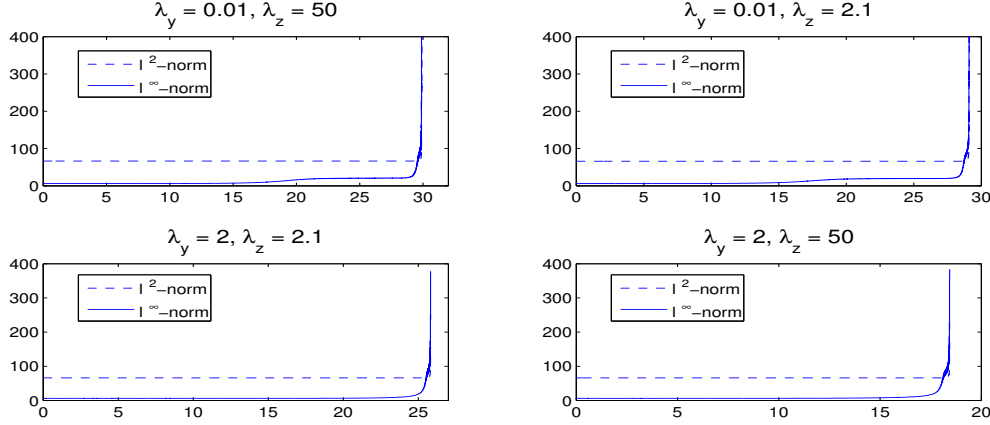 λy = 0.01, λz = 50
400
300
200
100
0
l 2−norm
l ∞−norm
0 5 10 15 20 25 30
λy = 0.01, λz = 2.1
400
300
200
100
0
l 2−norm
l ∞−norm
0 5 10 15 20 25 30
λy = 2, λz = 2.1
400
300
200
100
0
l 2−norm
l ∞−norm
0 5 10 15 20 25
λy = 2, λz = 50
400
300
200
100
0
l 2−norm
l ∞−norm
0 5 10 15 20